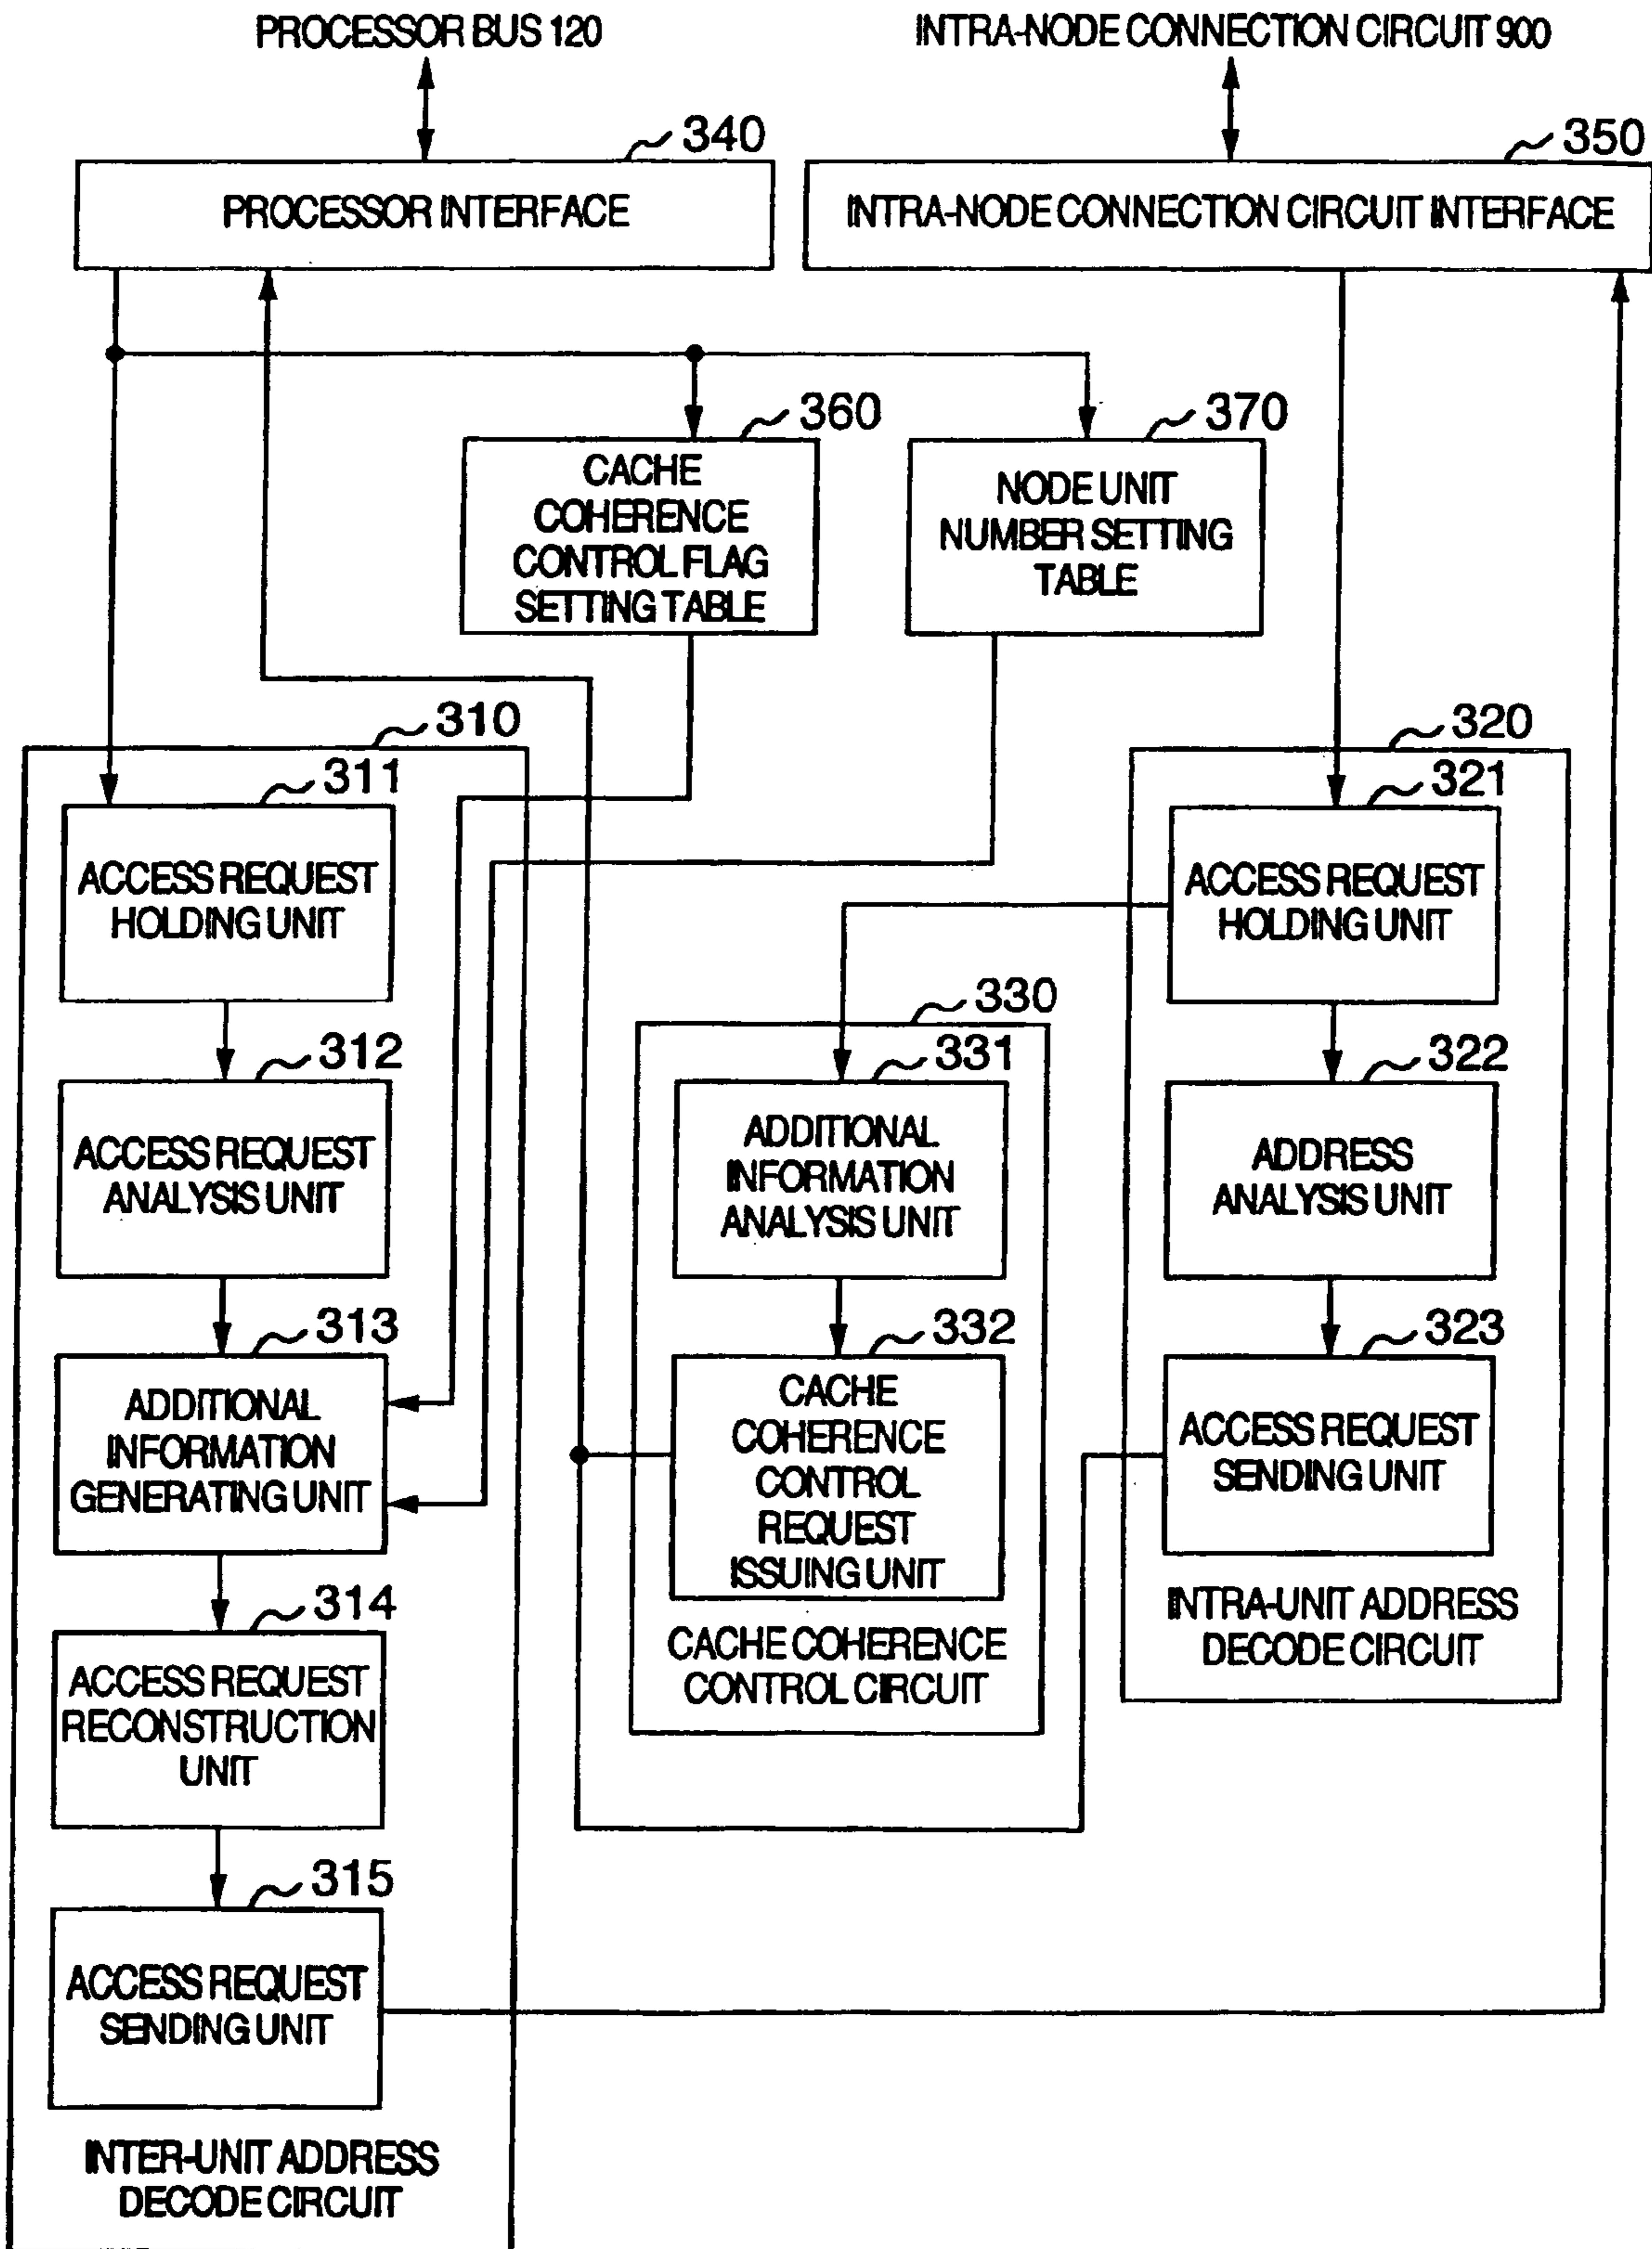 PROCESSOR BUS 120
INTRA-NODE CONNECTION CIRCUIT 900
340
350
PROCESSOR INTERFACE
INTRA-NODE CONNECTION CIRCUIT INTERFACE
360
370
CACHE
COHERENCE
CONTROL FLAG
SETTING TABLE
NODE UNIT
NUMBER SETTING
TABLE
310
320
311
321
ACCESS REQUEST
HOLDING UNIT
ACCESS REQUEST
HOLDING UNIT
330
312
331
322
ACCESS REQUEST
ANALYSIS UNIT
ADDITIONAL
INFORMATION
ANALYSIS UNIT
ADDRESS
ANALYSIS UNIT
313
332
323
ADDITIONAL
INFORMATION
GENERATING UNIT
CACHE
COHERENCE
CONTROL
REQUEST
ISSUING UNIT
ACCESS REQUEST
SENDING UNIT
314
INTRA-UNIT ADDRESS
DECODE CIRCUIT
CACHE COHERENCE
CONTROL CIRCUIT
ACCESS REQUEST
RECONSTRUCTION
UNIT
315
ACCESS REQUEST
SENDING UNIT
INTER-UNIT ADDRESS
DECODE CIRCUIT